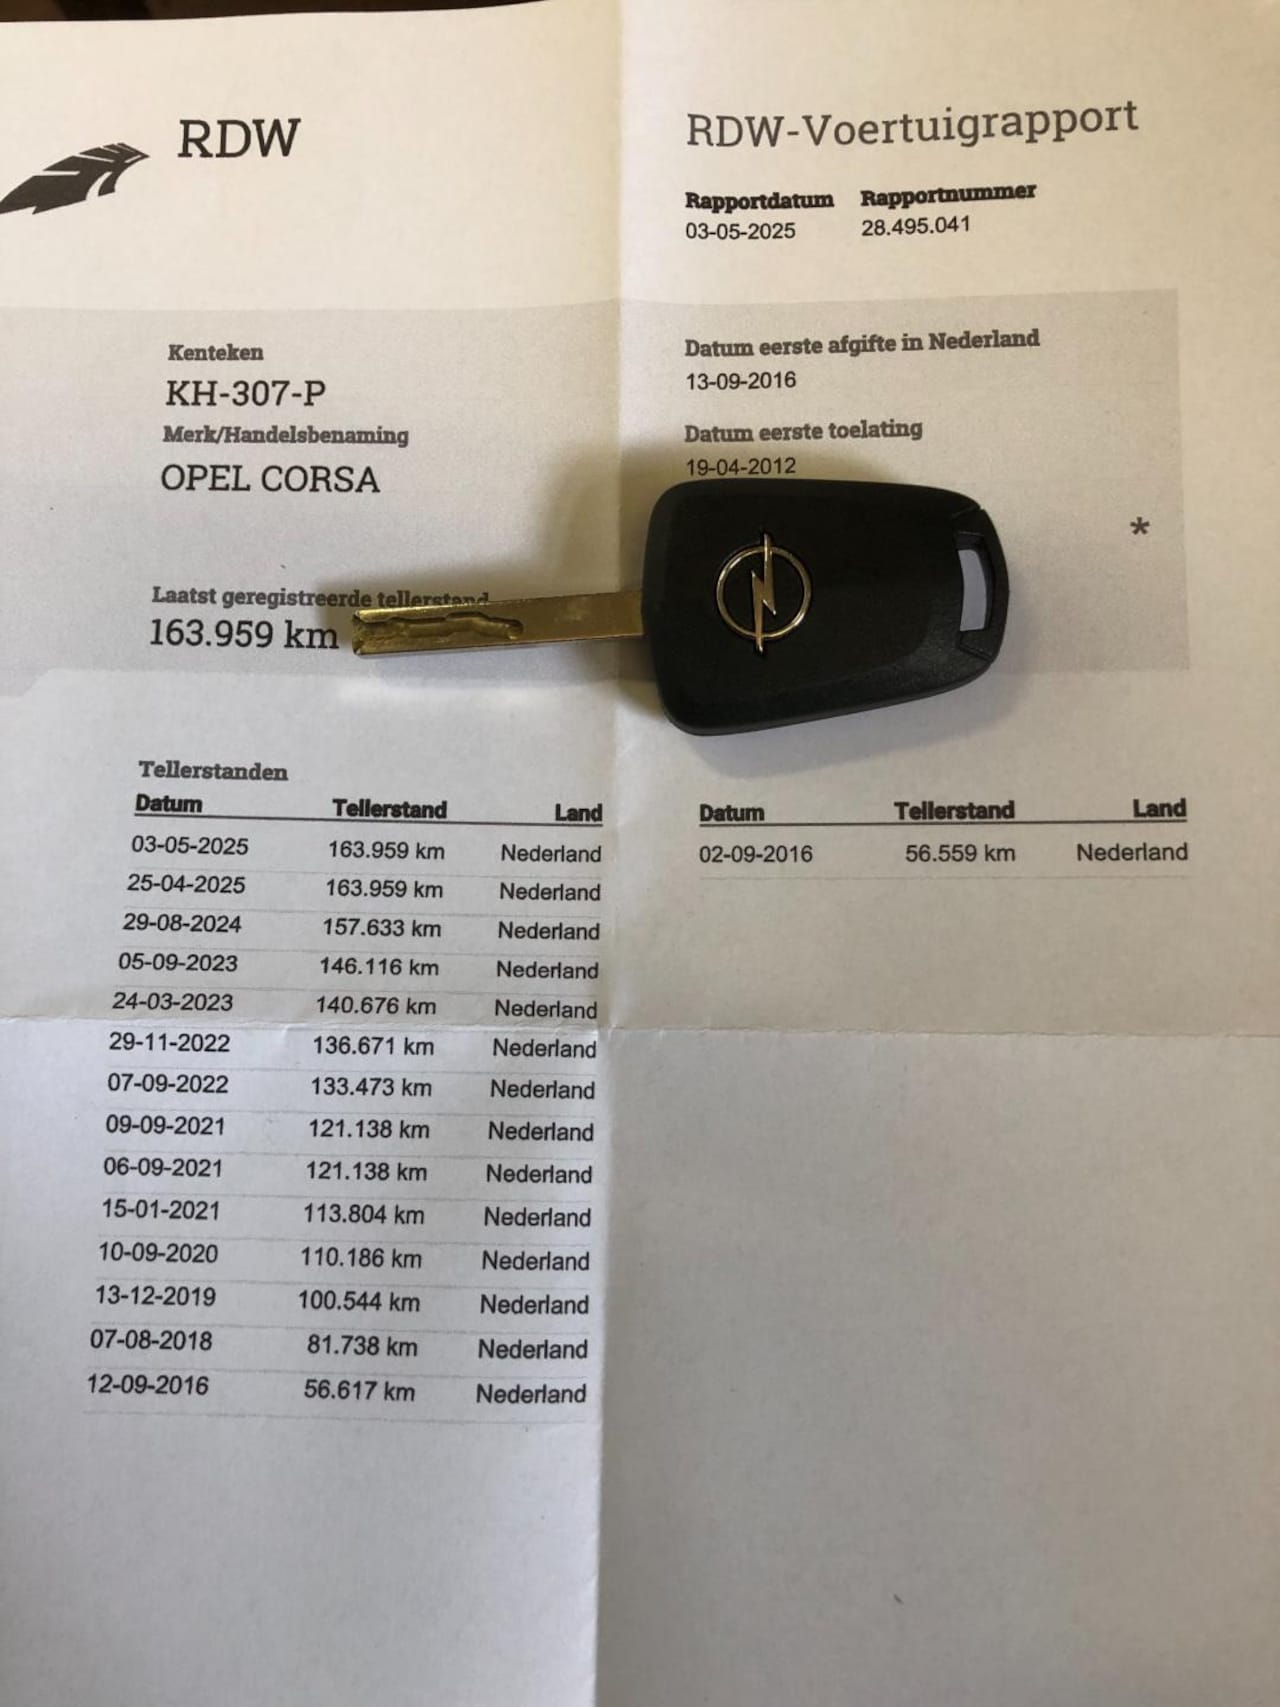 RDW
RDW-Voertuigrapport
Rapportdatum Rapportnummer
03-05-2025 28.495.041
Kenteken
KH-307-P
Merk/Handelsbenaming
OPEL CORSA
Laatst geregistreerde tellerstand
163.959 km
Datum eerste afgifte in Nederland
13-09-2016
Datum eerste toelating
19-04-2012
*
Tellerstanden
Datum Tellerstand Land
03-05-2025 163.959 km Nederland
25-04-2025 163.959 km Nederland
29-08-2024 157.633 km Nederland
05-09-2023 146.116 km Nederland
24-03-2023 140.676 km Nederland
29-11-2022 136.671 km Nederland
07-09-2022 133.473 km Nederland
09-09-2021 121.138 km Nederland
06-09-2021 121.138 km Nederland
15-01-2021 113.804 km Nederland
10-09-2020 110.186 km Nederland
13-12-2019 100.544 km Nederland
07-08-2018 81.738 km Nederland
12-09-2016 56.617 km Nederland
Datum Tellerstand Land
02-09-2016 56.559 km Nederland